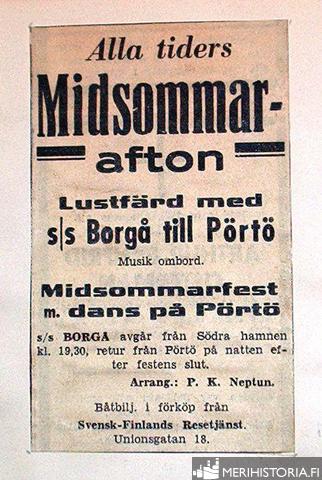 Alla tiders
Midsommar-
afton
Lustfärd med
s|s Borgå till Pörtö
Musik ombord.
Midsommarfest
m. dans på Pörtö
s/s BORGA avgår från Södra hamnen
kl. 19,30, retur från Pörtö på natten ef-
ter festens slut.
Arrang.: P. K. Neptun.
Båtbilj. i förköp från
Svensk-Finlands Resetjänst.
Unionsgatan 18.
MERIHISTORIA.FI